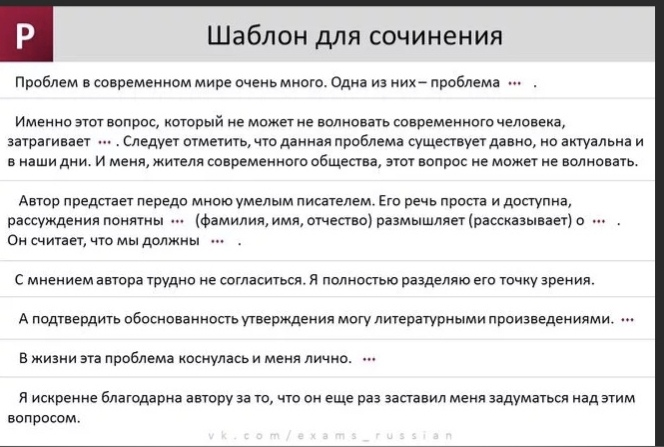 Р
Шаблон для сочинения
Проблем в современном мире очень много. Одна из них – проблема ... .
Именно этот вопрос, который не может не волновать современного человека,
затрагивает ... . Следует отметить, что данная проблема существует давно, но актуальна и
в наши дни. И меня, жителя современного общества, этот вопрос не может не волновать.
Автор предстает передо мною умелым писателем. Его речь проста и доступна,
рассуждения понятны ... (фамилия, имя, отчество) размышляет (рассказывает) о ... .
Он считает, что мы должны ... .
С мнением автора трудно не согласиться. Я полностью разделяю его точку зрения.
А подтвердить обоснованность утверждения могу литературными произведениями. ...
В жизни эта проблема коснулась и меня лично. ...
Я искренне благодарна автору за то, что он еще раз заставил меня задуматься над этим
вопросом.
vk.com/exams_russian